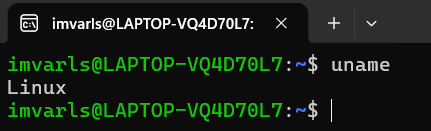 imvarls@LAPTOP-VQ4D70L7:
imvarls@LAPTOP-VQ4D70L7:~$ uname
Linux
imvarls@LAPTOP-VQ4D70L7:~$